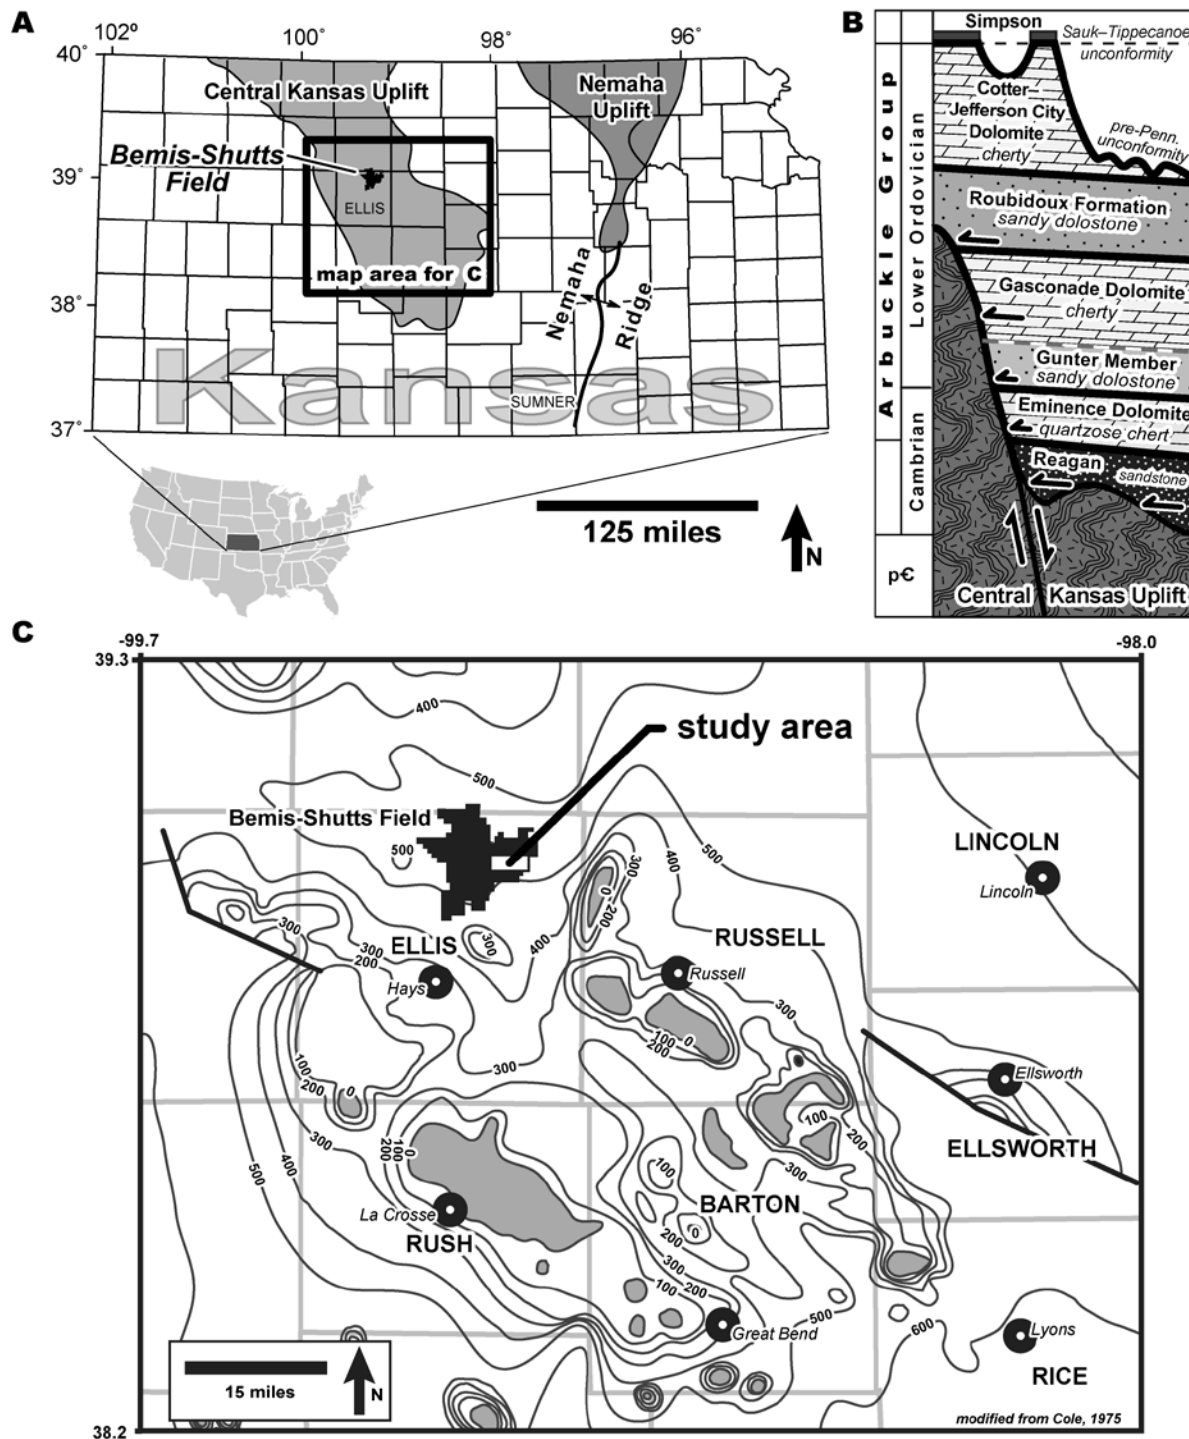 A
102º
100
98
96
40
39
38
37
Central Kansas Uplift
Nemaha
Uplift
Bemis-Shutts
Field
ELLIS
map area for C
Nemaha
Ridge
Kansas
SUMNER
125 miles
N
B
Simpson
Sauk–Tippecanoe
unconformity
Arbuckle Group
Lower Ordovician
Cambrian
p€
Cotter–
Jefferson City
Dolomite
cherty
pre-Penn.
unconformity
Roubidoux Formation
sandy dolostone
Gasconade Dolomite
cherty
Gunter Member
sandy dolostone
Eminence Dolomite
quartzose chert
Reagan
sandstone
Central Kansas Uplift
C
-99.7
-98.0
39.3
38.2
400
500
study area
Bemis-Shutts Field
500
400
500
300
0
200
LINCOLN
Lincoln
300
ELLIS
300
300
200
400
RUSSELL
Hays
Russell
300
100
0
200
300
100
200
0
Ellsworth
ELLSWORTH
100
200
300
300
400
500
200
100
0
100
BARTON
La Crosse
RUSH
0
200
300
200
100
500
600
Great Bend
Lyons
RICE
15 miles
N
modified from Cole, 1975